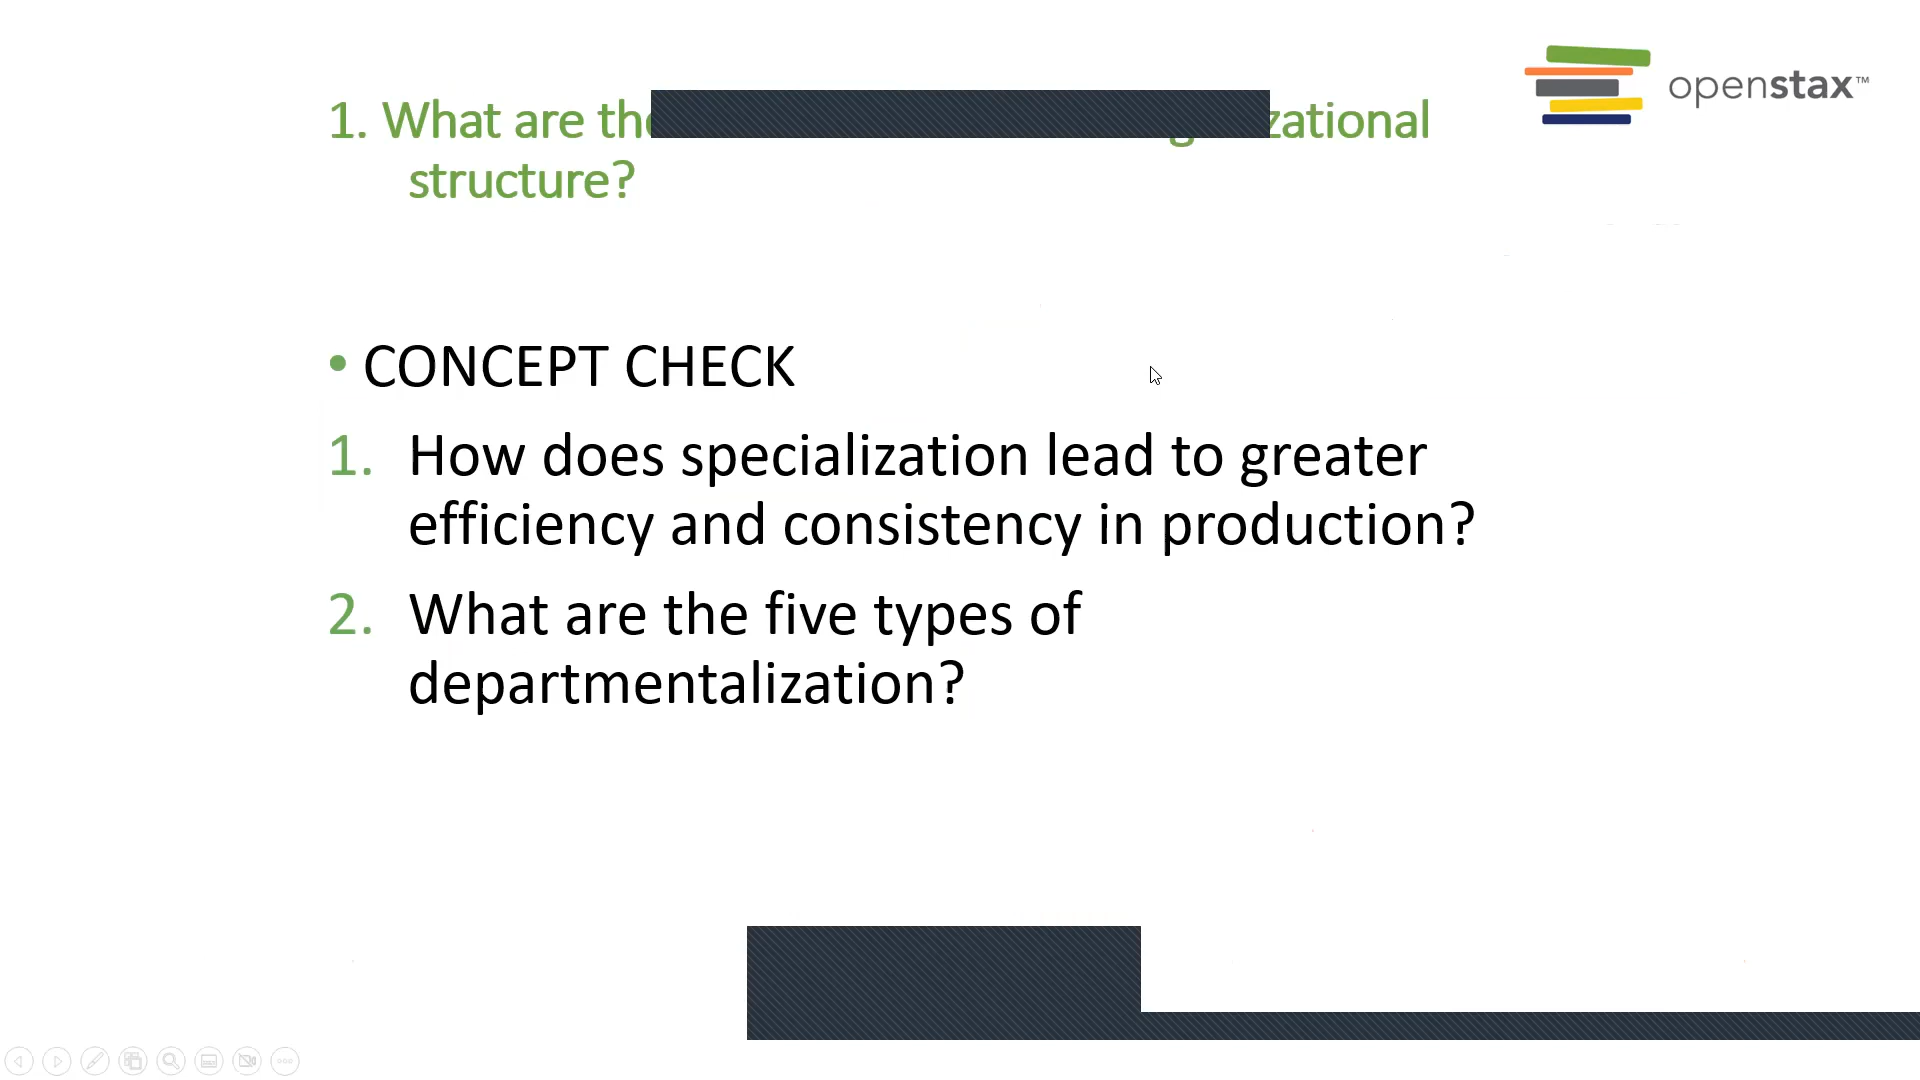 openstax™
1. What are the zational
structure?
• CONCEPT CHECK
1. How does specialization lead to greater
efficiency and consistency in production?
2. What are the five types of
departmentalization?